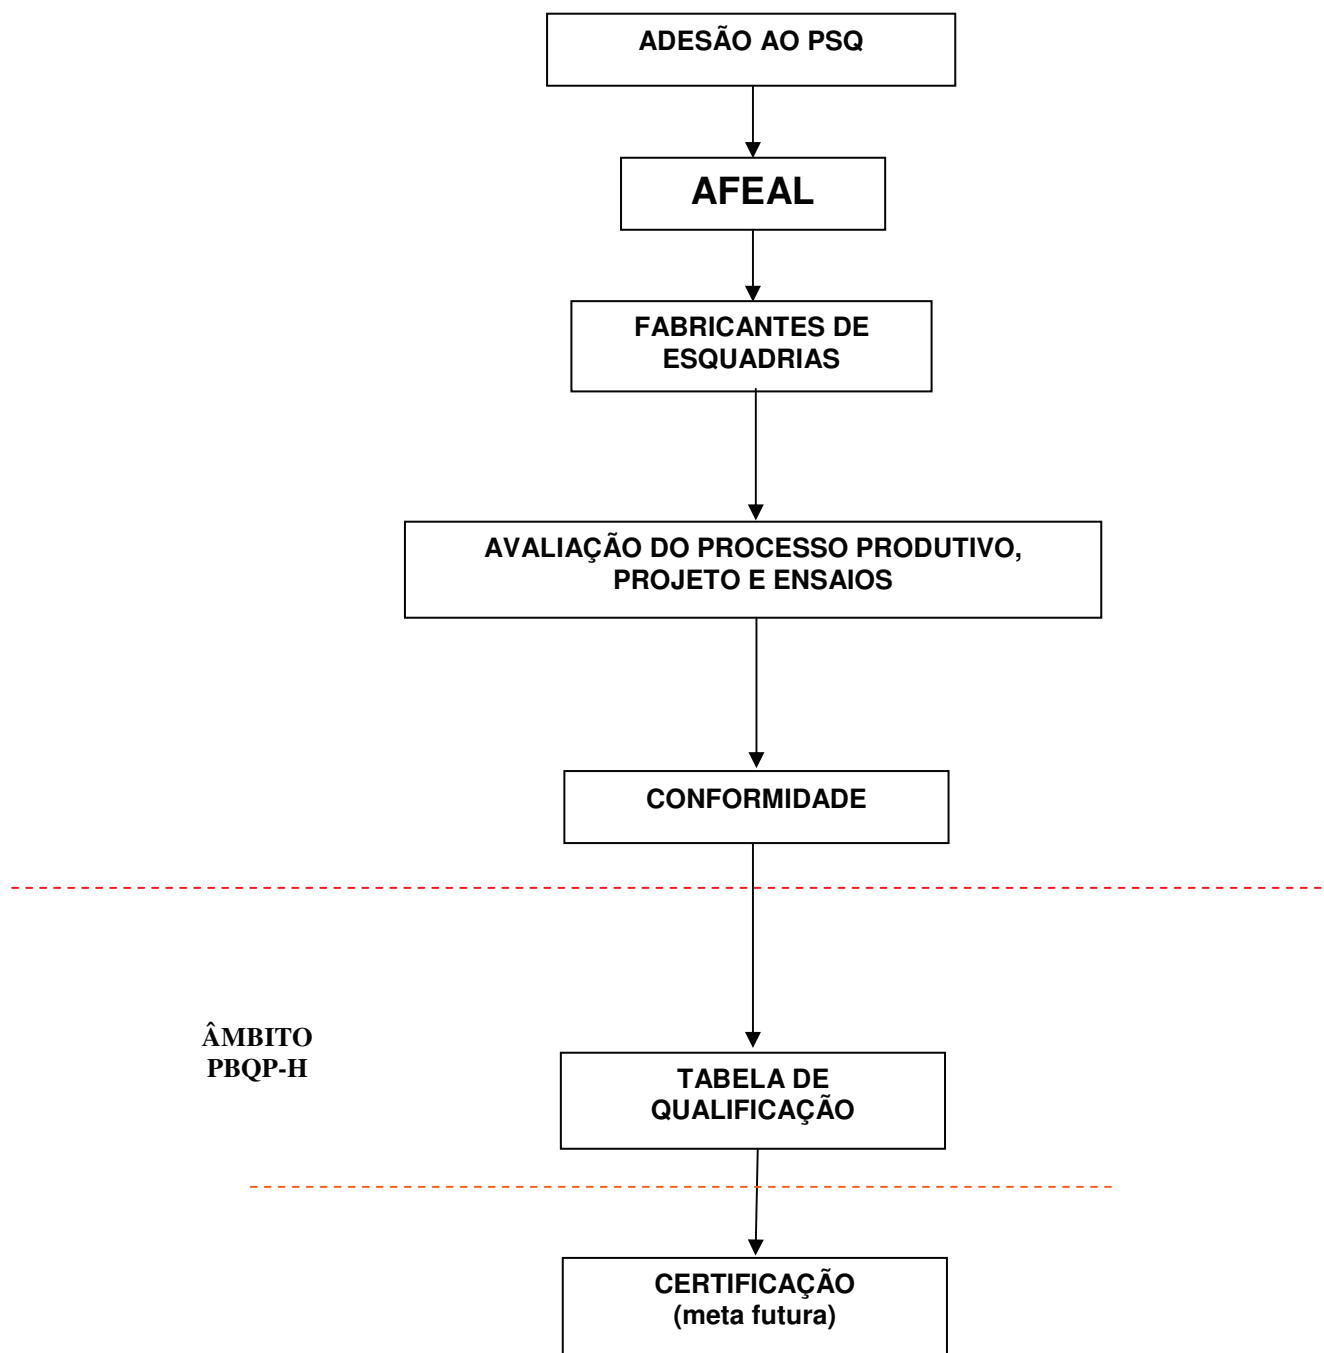 ADESÃO AO PSQ
AFEAL
FABRICANTES DE
ESQUADRIAS
AVALIAÇÃO DO PROCESSO PRODUTIVO,
PROJETO E ENSAIOS
CONFORMIDADE
ÂMBITO
PBQP-H
TABELA DE
QUALIFICAÇÃO
CERTIFICAÇÃO
(meta futura)